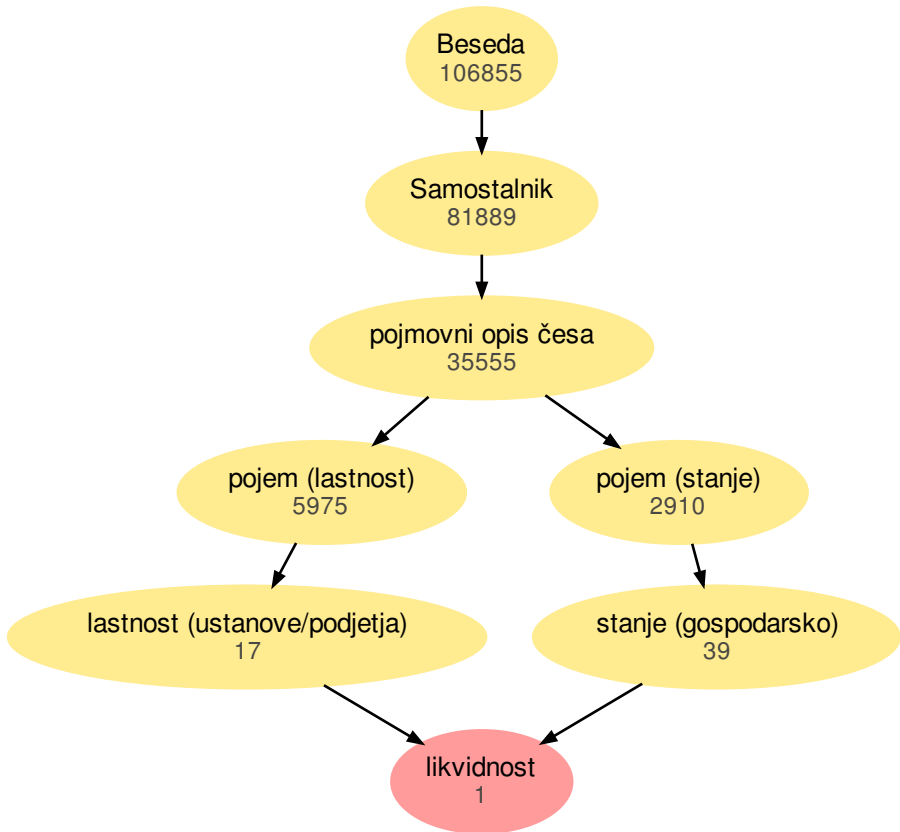 Beseda
106855
Samostalnik
81889
pojmovni opis česa
35555
pojem (lastnost)
5975
pojem (stanje)
2910
lastnost (ustanove/podjetja)
17
stanje (gospodarsko)
39
likvidnost
1